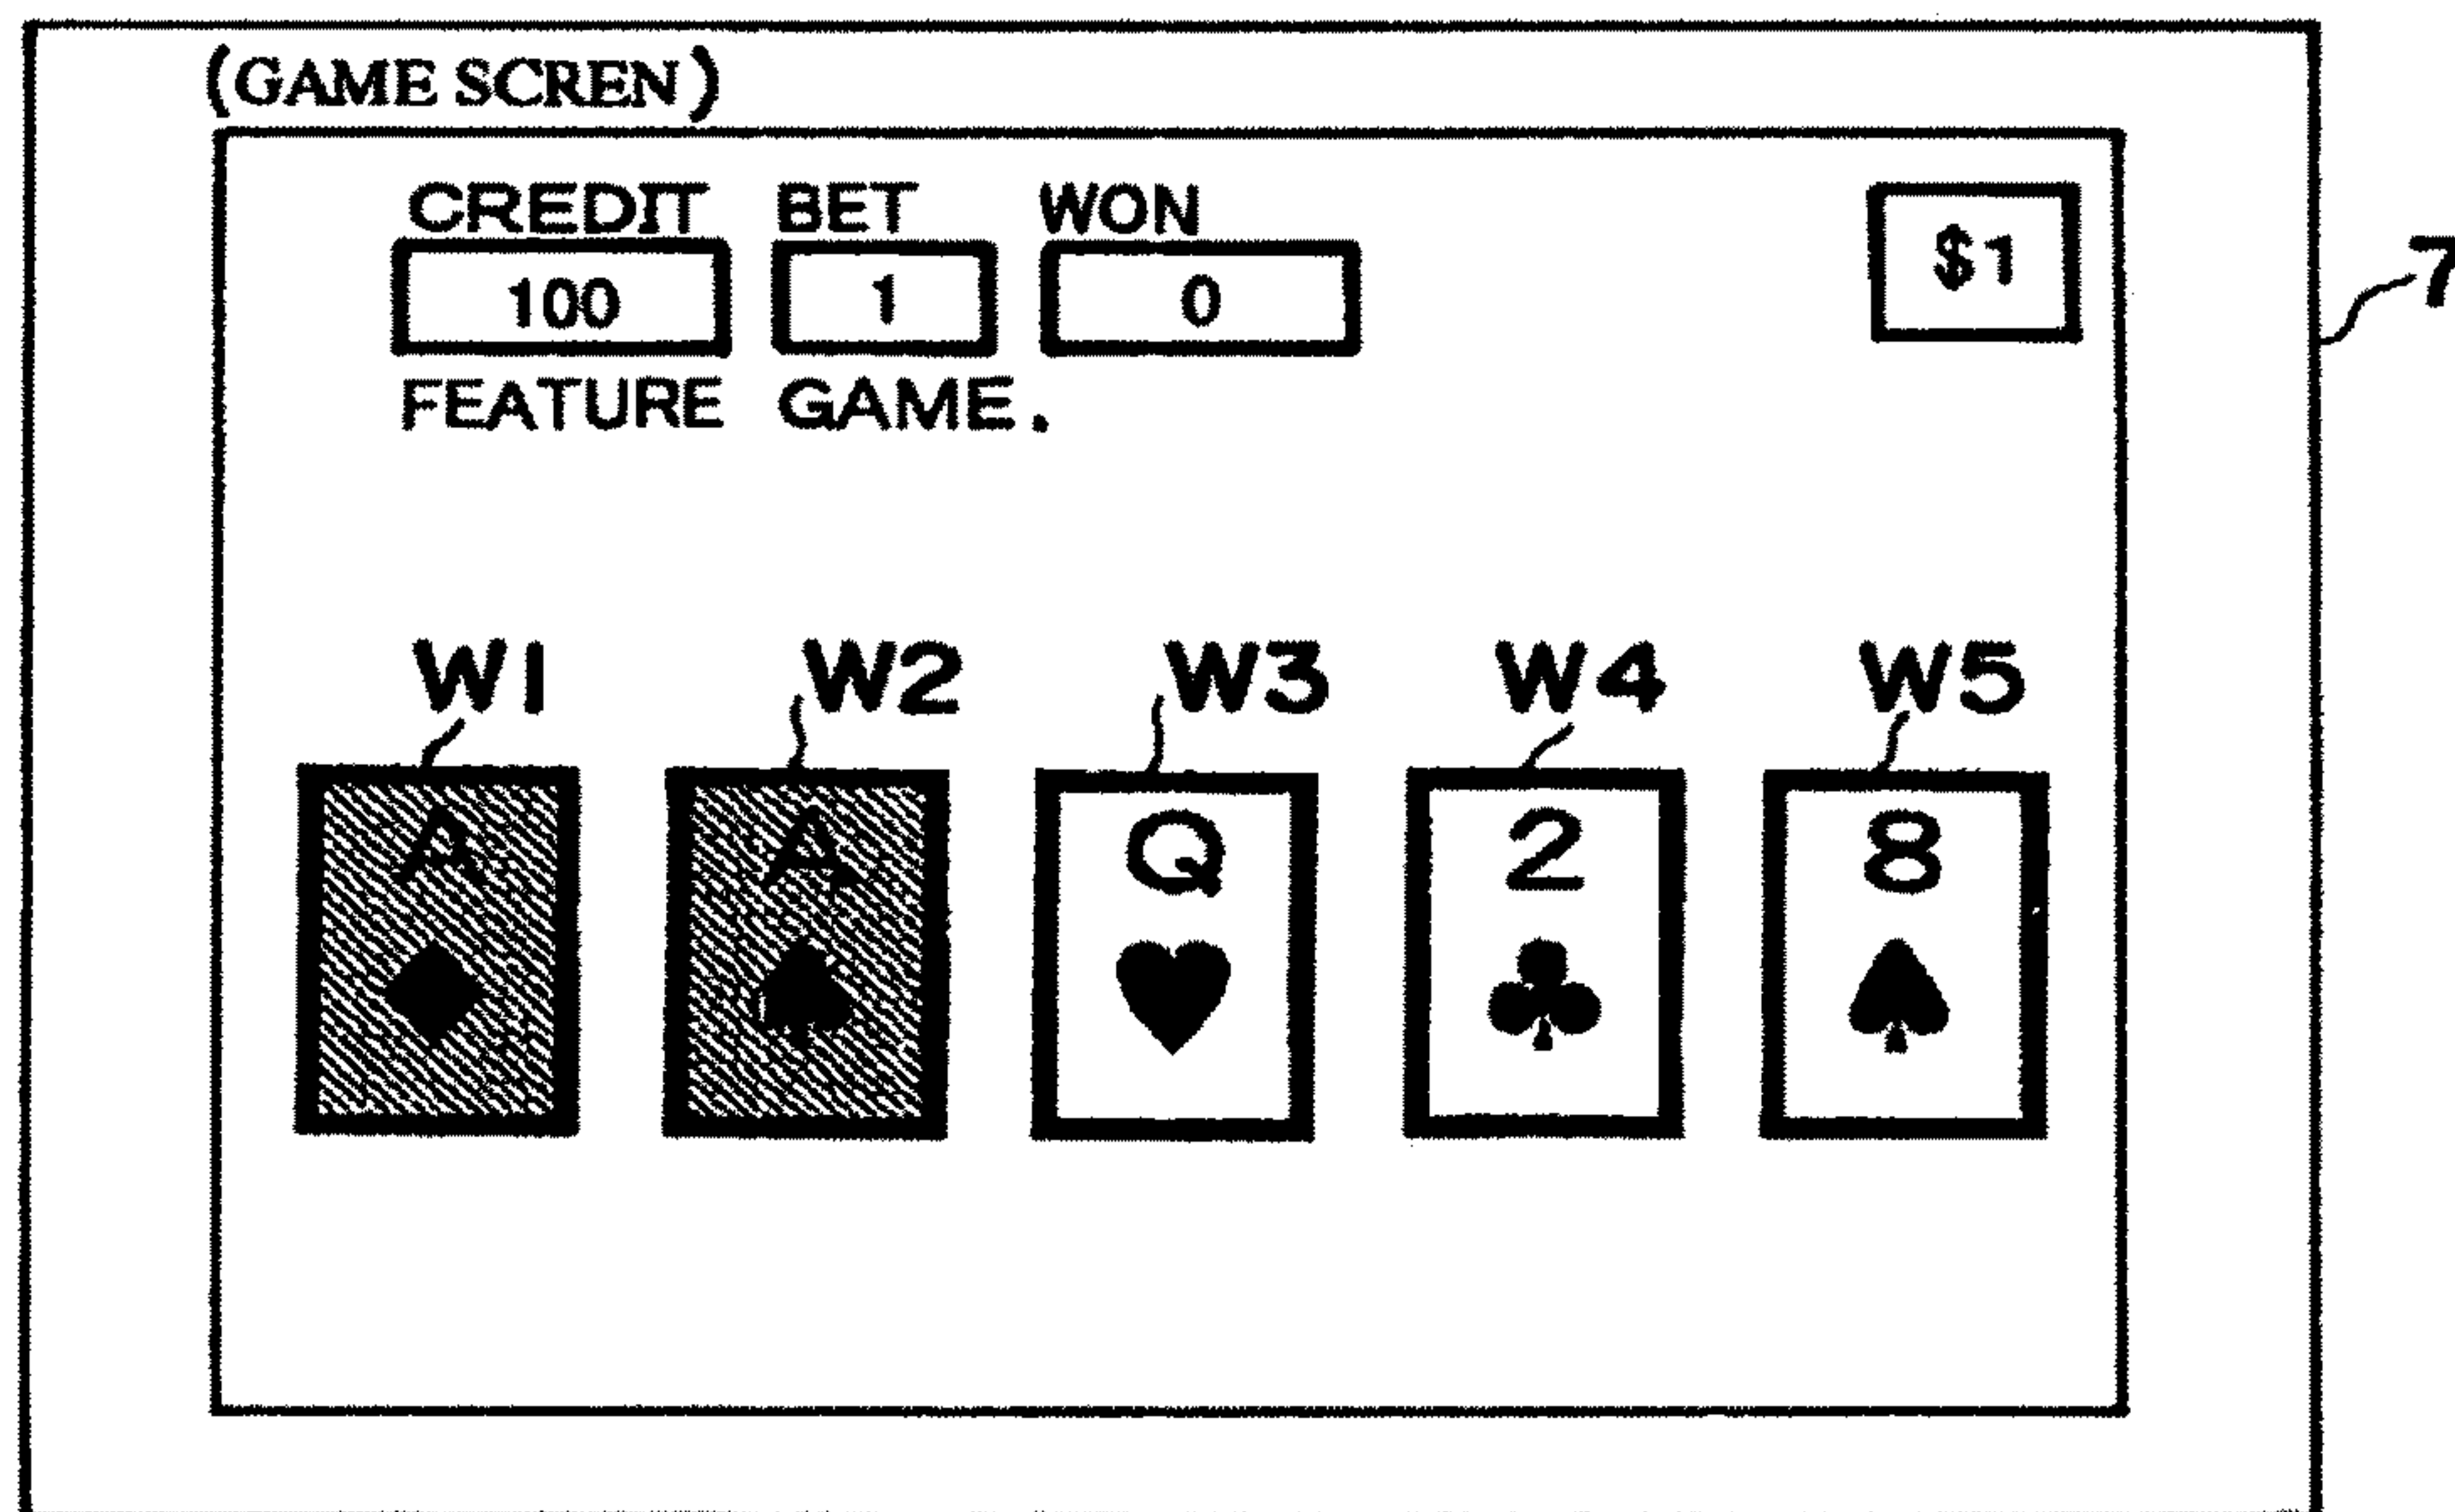 (GAME SCREN)
CREDIT BET WON
100 1 0 $1
7
FEATURE GAME.
W1 W2 W3 W4 W5
A A Q 2 8